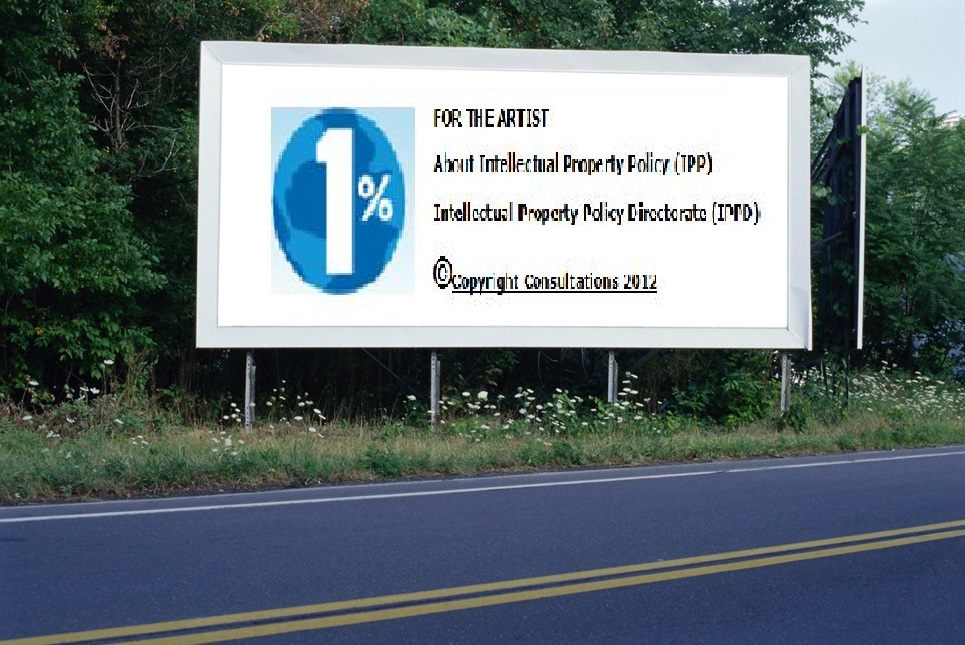 1%
FOR THE ARTIST
About Intellectual Property Policy (IPP)
Intellectual Property Policy Directorate (IPPD)
©Copyright Consultations 2012